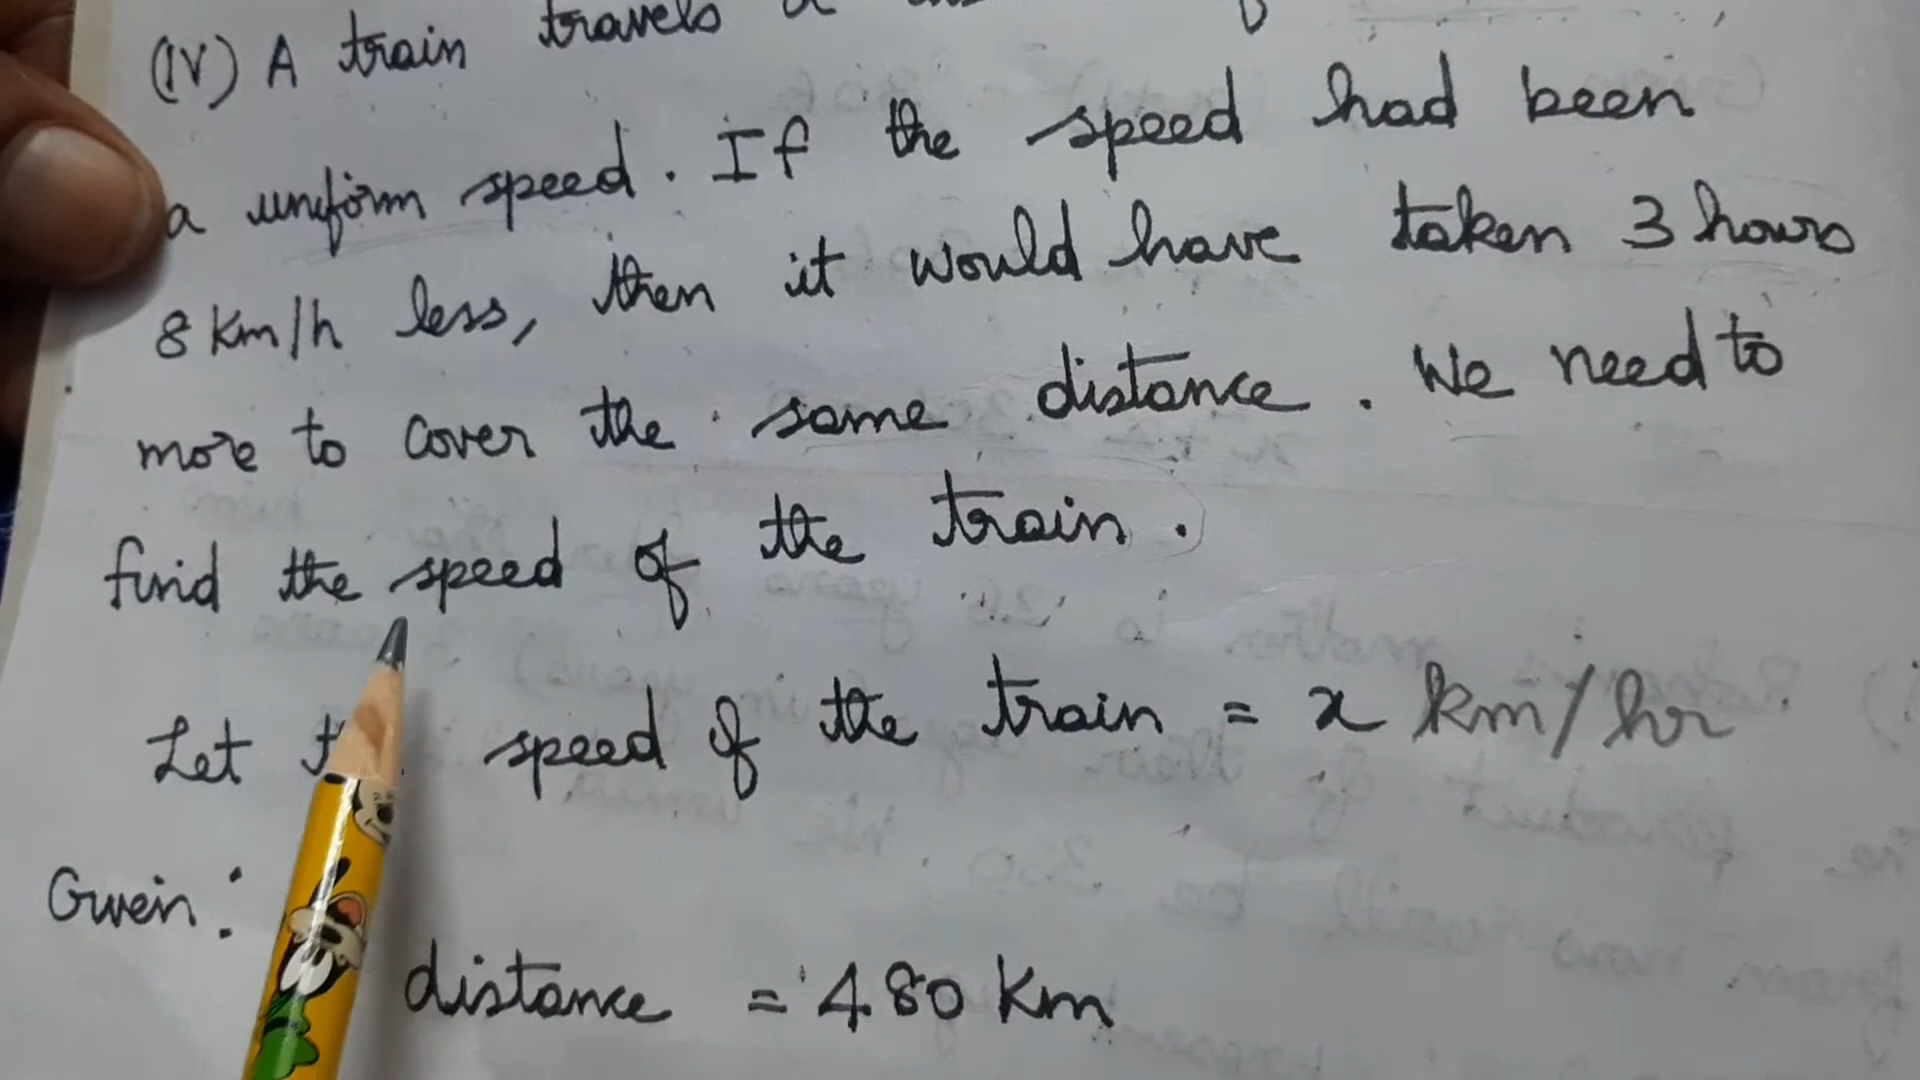 (IV) A train travels a
a uniform speed. If the speed had been
8 km/h less, then it would have taken 3 hours
more to cover the same distance. We need to
find the speed of the train.
Let speed of the train = x km/hr
Given:
distance = 480 km